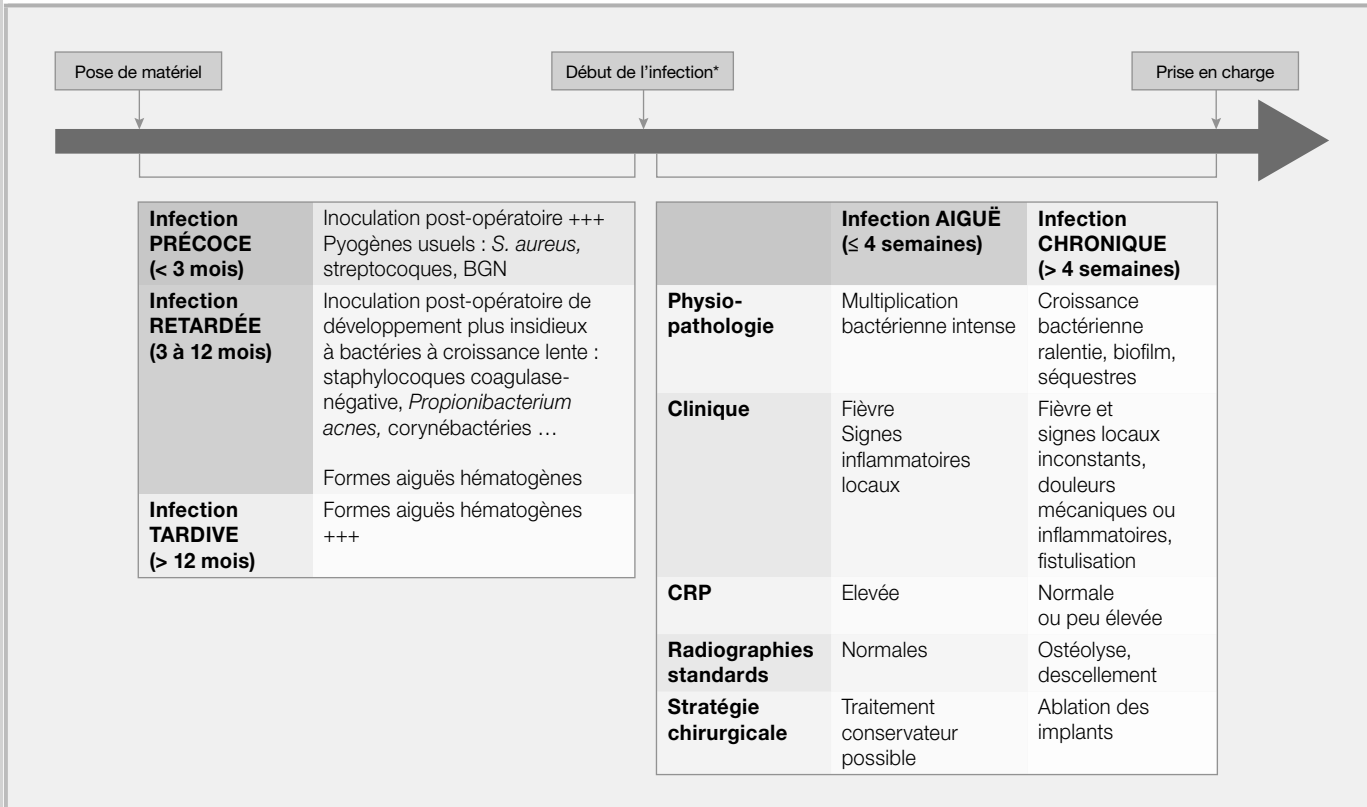 Pose de matériel
Début de l'infection*
Prise en charge
Infection
PRÉCOCE
(< 3 mois)
Inoculation post-opératoire +++
Pyogènes usuels : S. aureus,
streptocoques, BGN
Infection
RETARDÉE
(3 à 12 mois)
Inoculation post-opératoire de
développement plus insidieux
à bactéries à croissance lente :
staphylocoques coagulase-
négative, Propionibacterium
acnes, corynébactéries ...
Formes aiguës hématogènes
Infection
TARDIVE
(> 12 mois)
Formes aiguës hématogènes
+++
Infection AIGUË
(≤ 4 semaines)
Infection
CHRONIQUE
(> 4 semaines)
Physio-
pathologie
Multiplication
bactérienne intense
Croissance
bactérienne
ralentie, biofilm,
séquestres
Clinique
Fièvre
Signes
inflammatoires
locaux
Fièvre et
signes locaux
inconstants,
douleurs
mécaniques ou
inflammatoires,
fistulisation
CRP
Elevée
Normale
ou peu élevée
Radiographies
standards
Normales
Ostéolyse,
descellement
Stratégie
chirurgicale
Traitement
conservateur
possible
Ablation des
implants